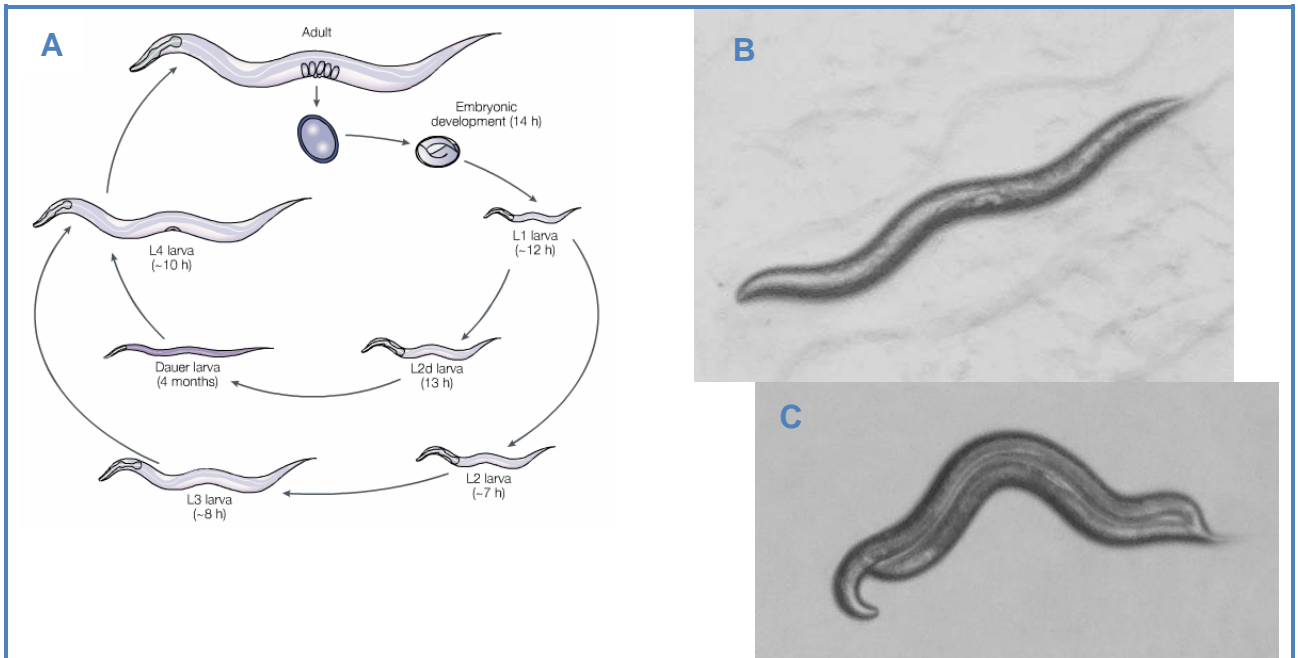 A
Adult
Embryonic
development (14 h)
L1 larva
(~12 h)
L4 larva
(~10 h)
Dauer larva
(4 months)
L2d larva
(13 h)
L2 larva
(~7 h)
L3 larva
(~8 h)
B
C